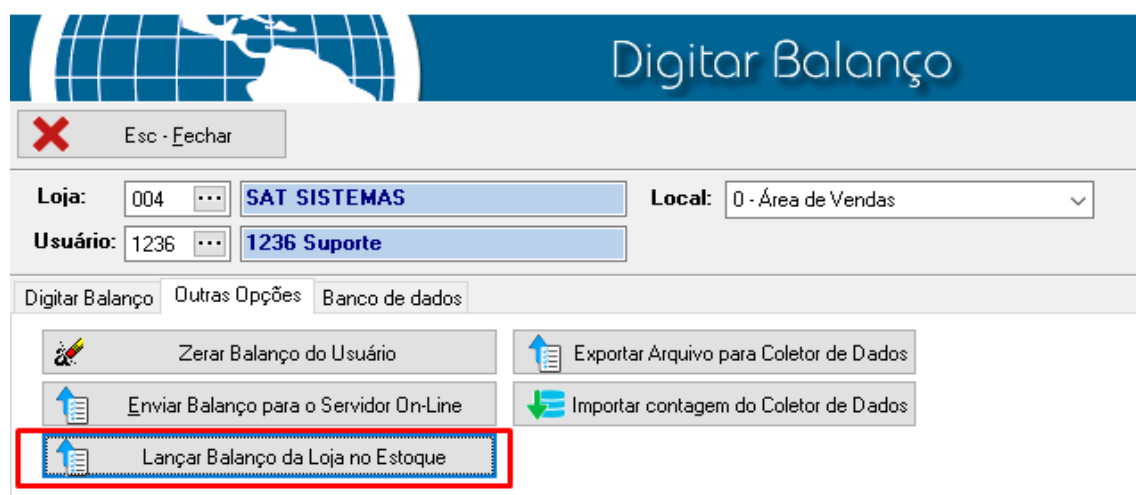 Digitar Balanço
Esc - Fechar
Loja: 004 ... SAT SISTEMAS Local: 0 - Área de Vendas
Usuário: 1236 ... 1236 Suporte
Digitar Balanço Outras Opções Banco de dados
Zerar Balanço do Usuário Exportar Arquivo para Coletor de Dados
Enviar Balanço para o Servidor On-Line Importar contagem do Coletor de Dados
Lançar Balanço da Loja no Estoque